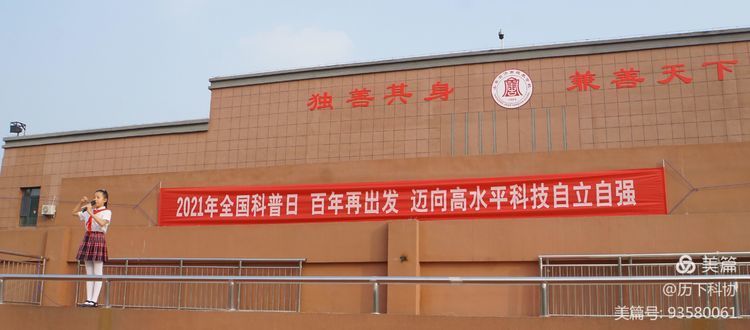 独善其身 兼善天下
2021年全国科普日 百年再出发 迈向高水平科技自立自强
美篇
@历下科协
美篇号: 93580061